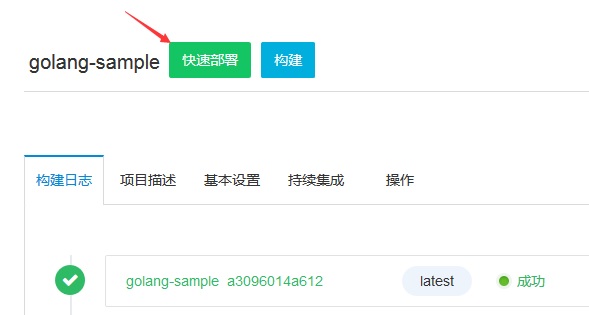 golang-sample 快速部署 构建
构建日志 项目描述 基本设置 持续集成 操作
golang-sample a3096014a612 latest 成功